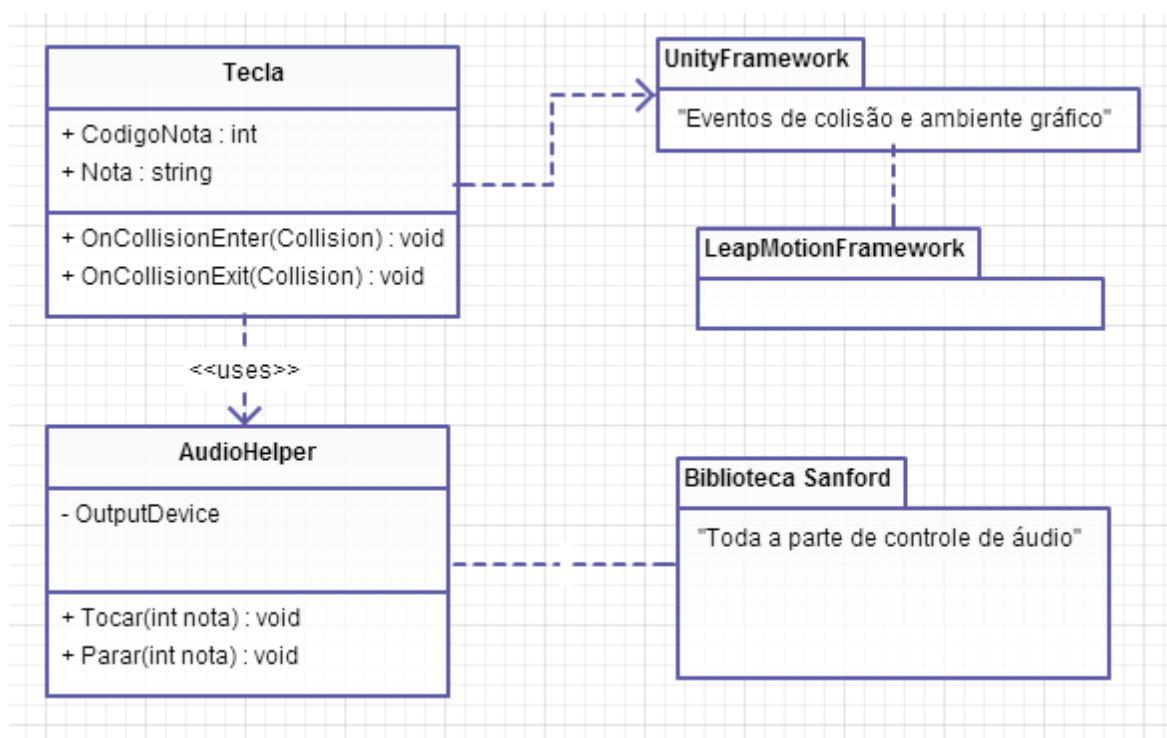 Tecla
+ CodigoNota : int
+ Nota : string
+ OnCollisionEnter(Collision) : void
+ OnCollisionExit(Collision) : void
<<uses>>
AudioHelper
- OutputDevice
+ Tocar(int nota) : void
+ Parar(int nota) : void
UnityFramework
"Eventos de colisão e ambiente gráfico"
LeapMotionFramework
Biblioteca Sanford
"Toda a parte de controle de áudio"